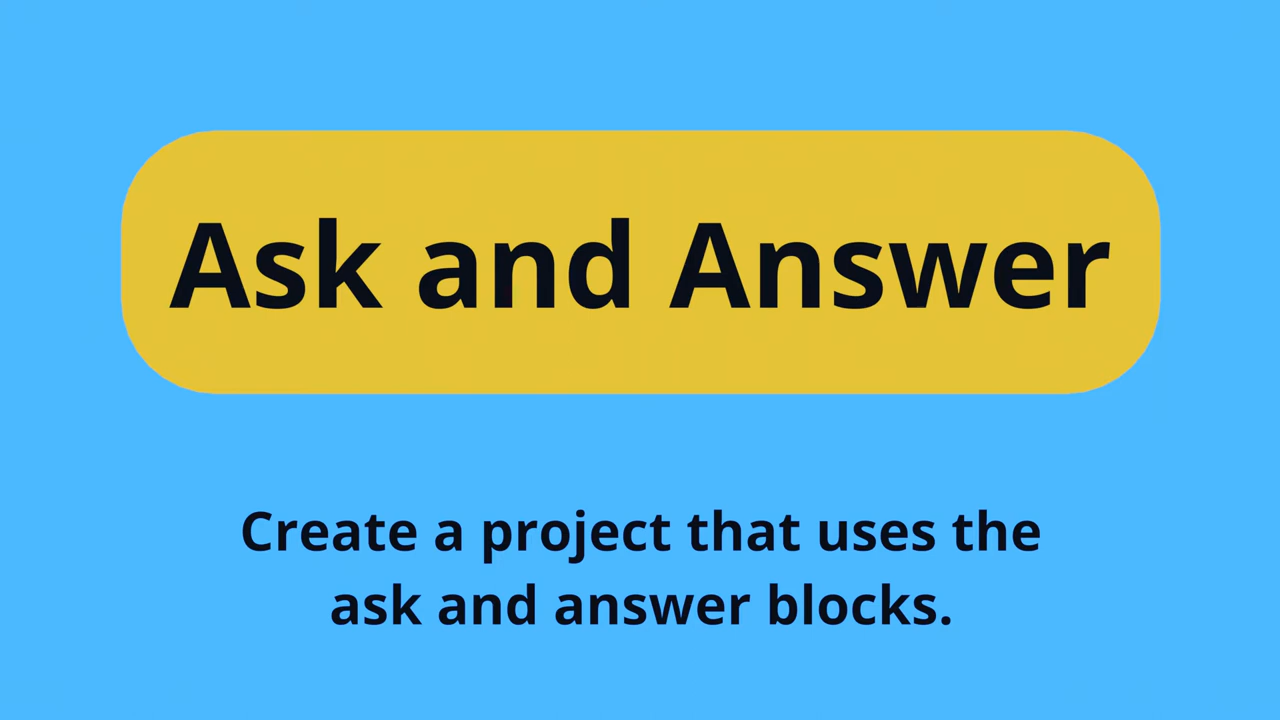 Ask and Answer
Create a project that uses the
ask and answer blocks.